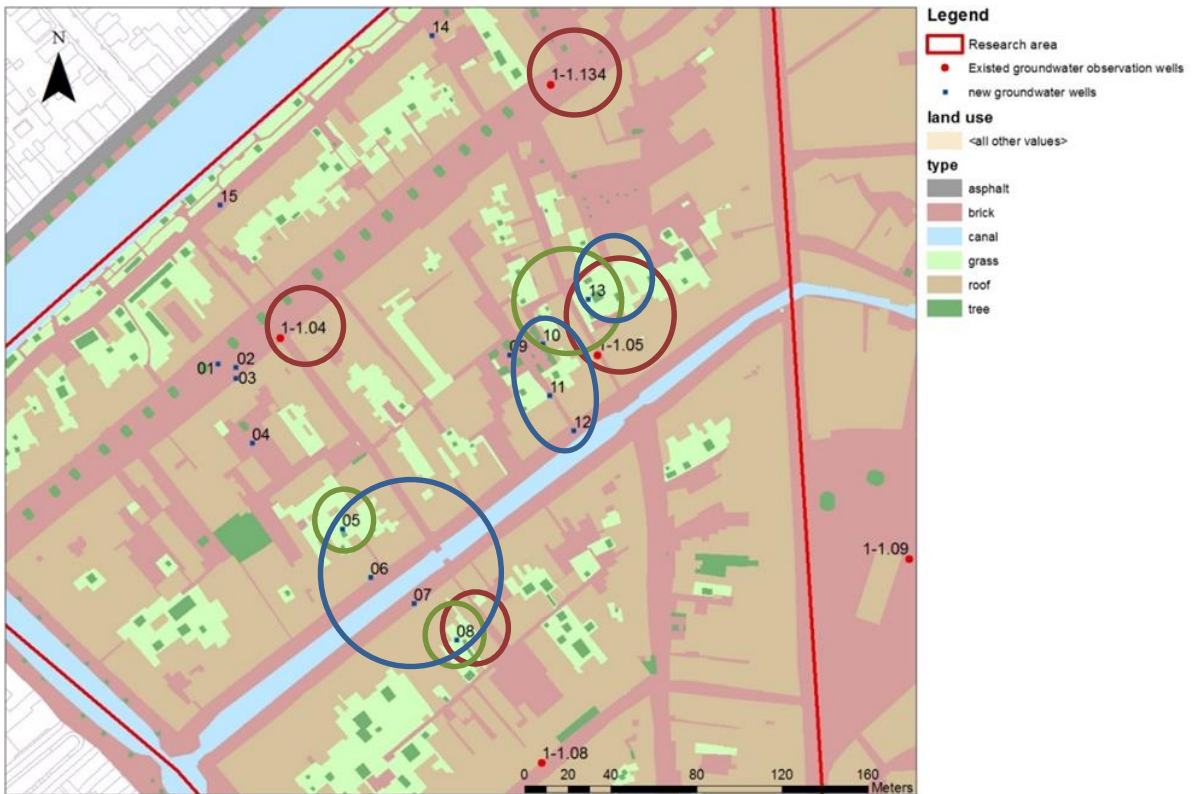 N
14
1-1.134
15
13
1-1.04
10
09
1-1.05
01
02
03
11
12
04
05
06
07
08
1-1.09
1-1.08
0 20 40 80 120 160
Meters
Legend
Research area
Existed groundwater observation wells
new groundwater wells
land use
<all other values>
type
asphalt
brick
canal
grass
roof
tree